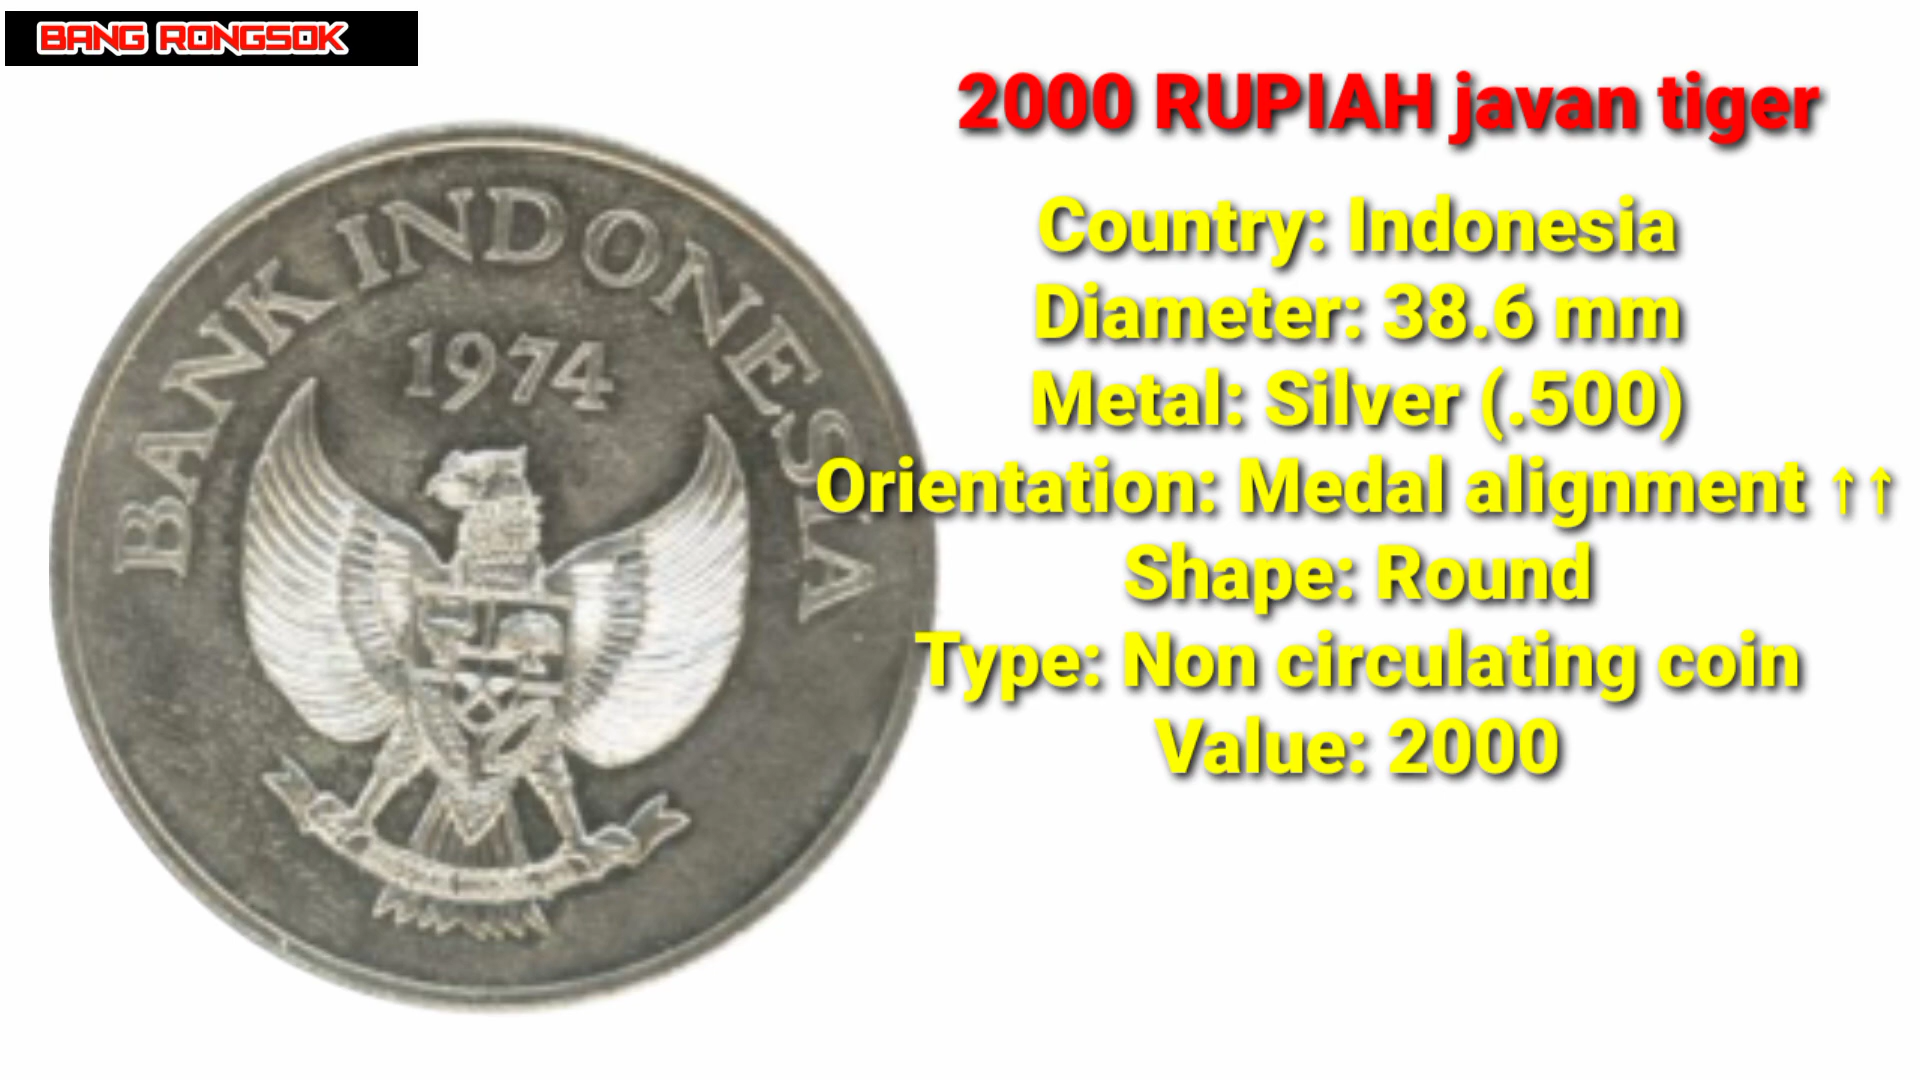 BANG RONGSOK
2000 RUPIAH javan tiger
BANK INDONESIA
1974
Country: Indonesia
Diameter: 38.6 mm
Metal: Silver (.500)
Orientation: Medal alignment ↑↑
Shape: Round
Type: Non circulating coin
Value: 2000